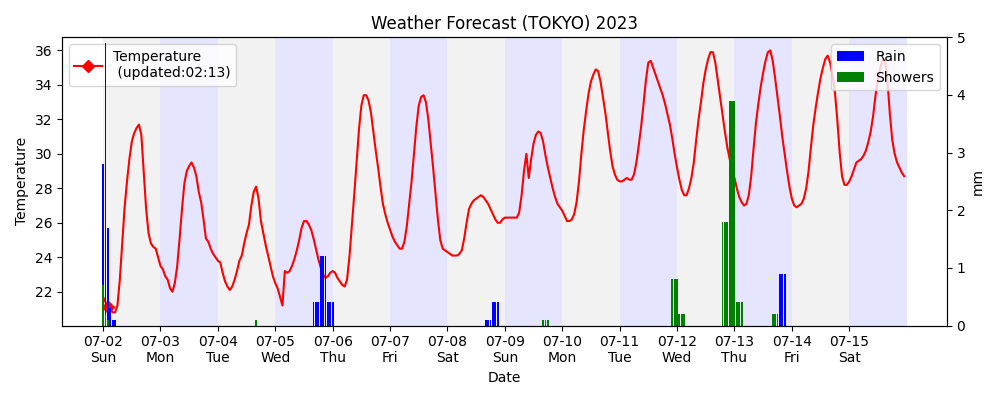 Weather Forecast (TOKYO) 2023
Temperature
(updated:02:13)
Rain
Showers
Temperature
36
34
32
30
28
26
24
22
5
4
3
2
1
0
mm
07-02 07-03 07-04 07-05 07-06 07-07 07-08 07-09 07-10 07-11 07-12 07-13 07-14 07-15
Sun Mon Tue Wed Thu Fri Sat Sun Mon Tue Wed Thu Fri Sat
Date